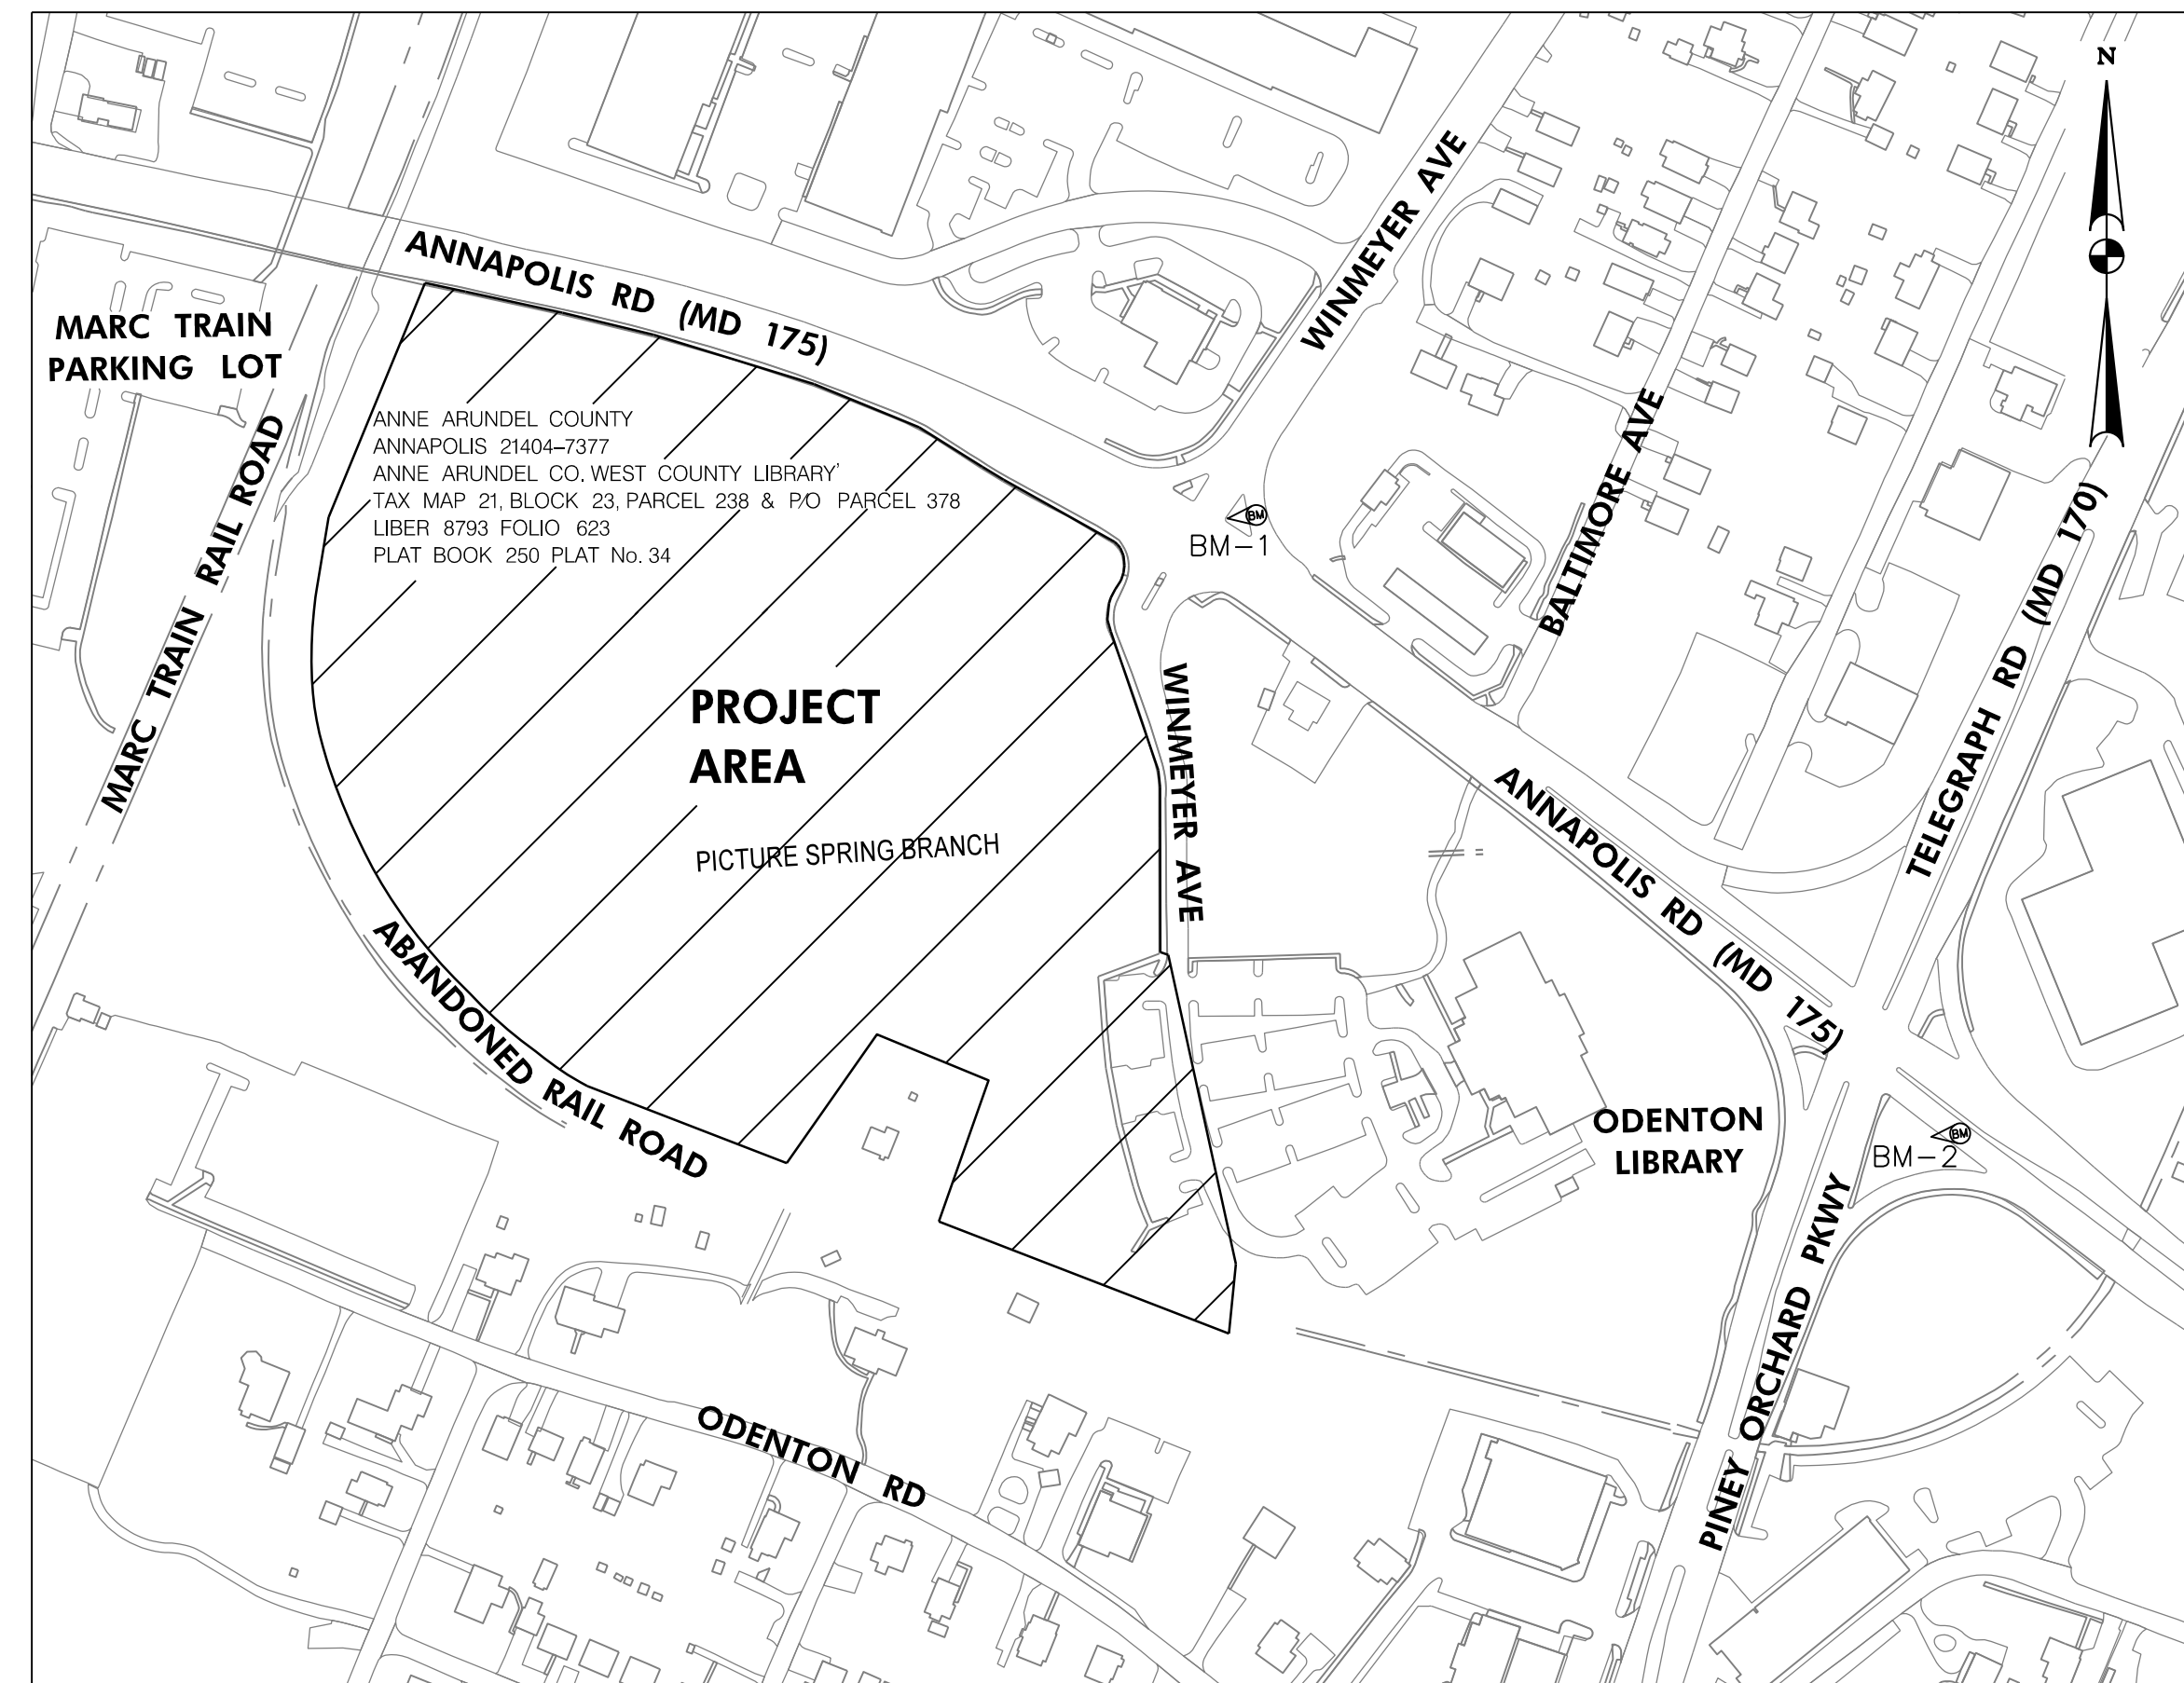 N
ANNAPOLIS RD (MD 175)
WINMEYER AVE
MARC TRAIN
PARKING LOT
ANNE ARUNDEL COUNTY
ANNAPOLIS 21404-7377
ANNE ARUNDEL CO. WEST COUNTY LIBRARY'
TAX MAP 21, BLOCK 23, PARCEL 238 & P/O PARCEL 378
LIBER 8793 FOLIO 623
PLAT BOOK 250 PLAT No. 34
MARC TRAIN RAIL ROAD
BM
BM-1
BALTIMORE AVE
TELEGRAPH RD (MD 170)
PROJECT
AREA
WINMEYER AVE
PICTURE SPRING BRANCH
ANNAPOLIS RD (MD 175)
ABANDONED RAIL ROAD
ODENTON
LIBRARY
BM
BM-2
PINEY ORCHARD PKWY
ODENTON RD